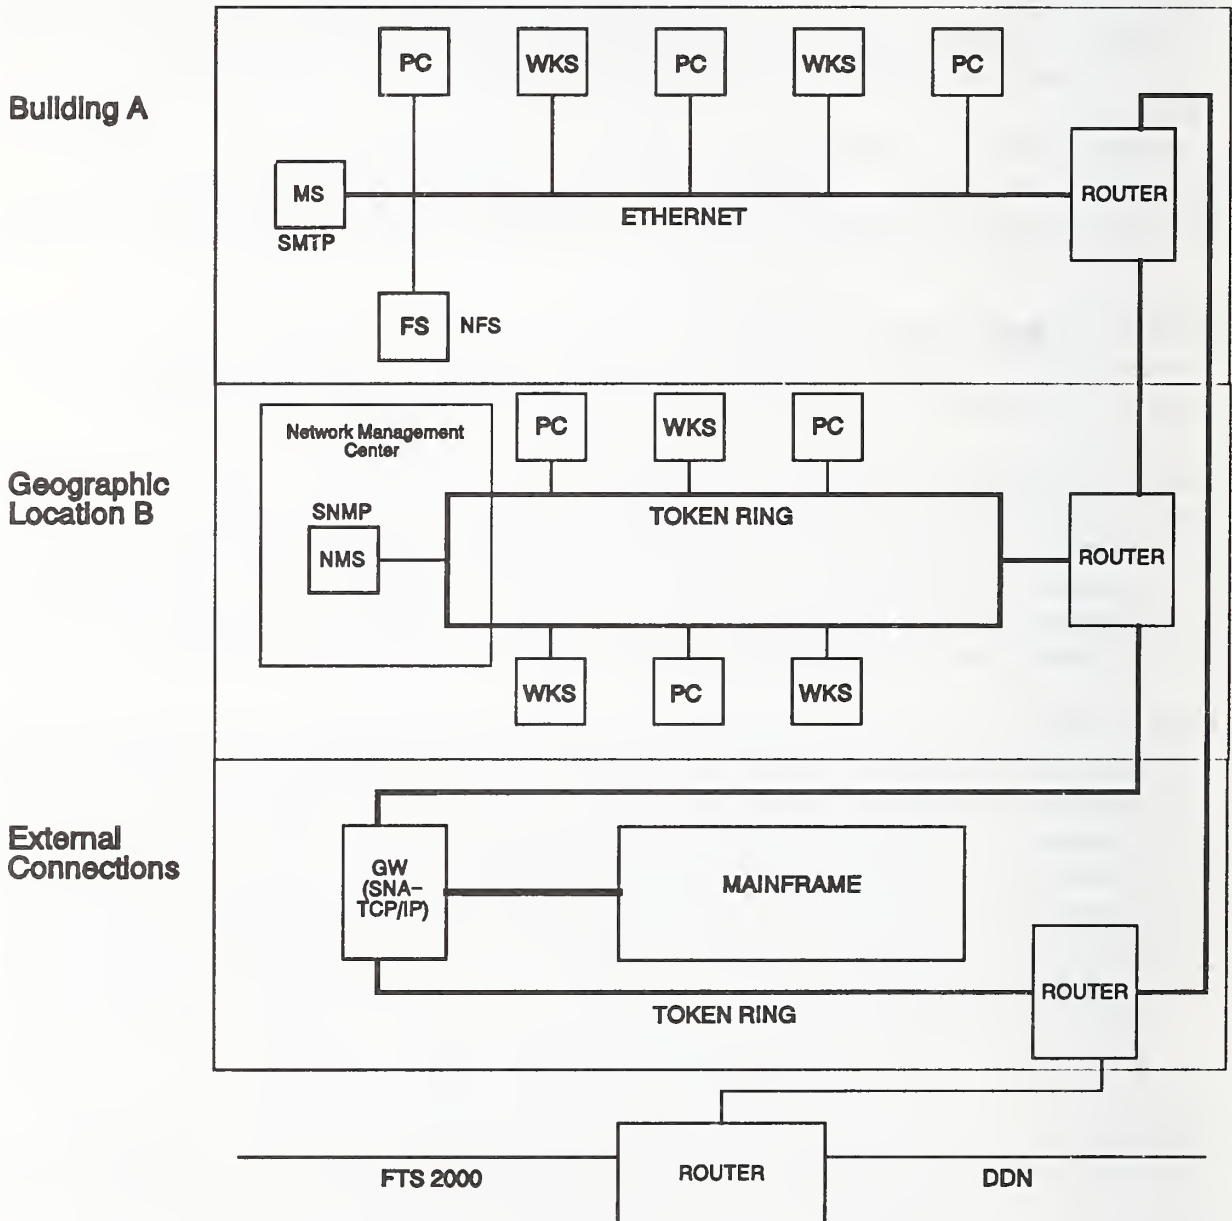 Building A
PC
WKS
PC
WKS
PC
MS
SMTP
ETHERNET
ROUTER
FS
NFS
Geographic
Location B
Network Management
Center
SNMP
NMS
PC
WKS
PC
TOKEN RING
ROUTER
WKS
PC
WKS
External
Connections
GW
(SNA-
TCP/IP)
MAINFRAME
ROUTER
TOKEN RING
FTS 2000
ROUTER
DDN